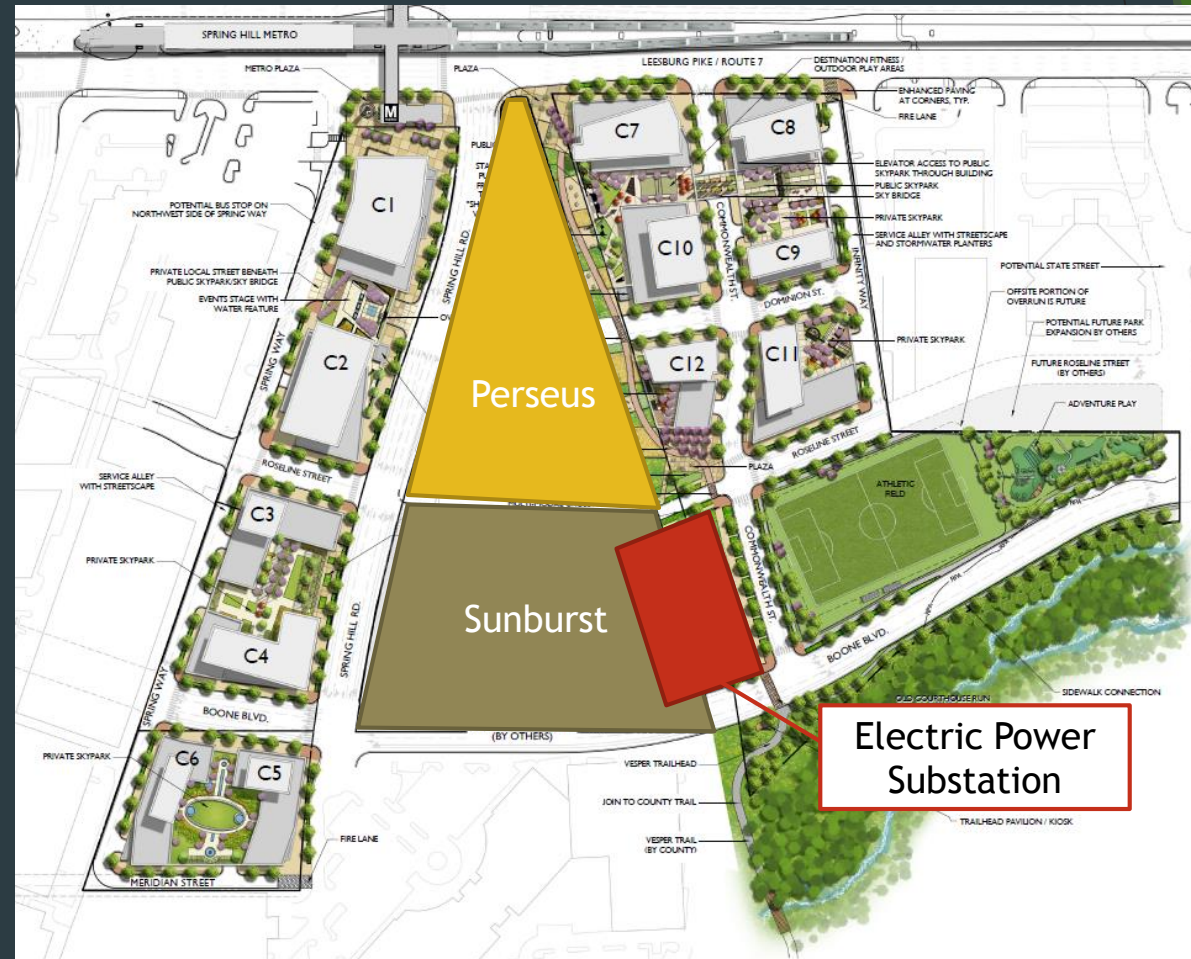 SPRING HILL METRO
LEESBURG PIKE / ROUTE 7
METRO PLAZA
PLAZA
DESTINATION FITNESS /
OUTDOOR PLAY AREAS
ENHANCED PAVING
AT CORNERS, TYP.
FIRE LANE
M
C7
C8
ELEVATOR ACCESS TO PUBLIC
SKYPARK THROUGH BUILDING
PUBLIC SKYPARK
SKY BRIDGE
PRIVATE SKYPARK
SERVICE ALLEY WITH STREETSCAPE
AND STORMWATER PLANTERS
POTENTIAL BUS STOP ON
NORTHWEST SIDE OF SPRING WAY
C1
SPRING HILL RD.
COMMONWEALTH ST.
INFINITY WAY
C10
C9
DOMINION ST.
PRIVATE LOCAL STREET BENEATH
PUBLIC SKYPARK/SKY BRIDGE
EVENTS STAGE WITH
WATER FEATURE
POTENTIAL STATE STREET
OFFSITE PORTION OF
OVERRUN IS FUTURE
POTENTIAL FUTURE PARK
EXPANSION BY OTHERS
PRIVATE SKYPARK
FUTURE ROSELINE STREET
(BY OTHERS)
ADVENTURE PLAY
SPRING WAY
C2
C12
C11
Perseus
ROSELINE STREET
ROSELINE STREET
PLAZA
SERVICE ALLEY
WITH STREETSCAPE
C3
ATHLETIC
FIELD
RPA
RPA
RPA
PRIVATE SKYPARK
COMMONWEALTH ST.
Sunburst
SPRING HILL RD.
C4
BOONE BLVD.
SPRING WAY
BOONE BLVD.
OLD COURTHOUSE RUN
SIDEWALK CONNECTION
(BY OTHERS)
Electric Power
Substation
PRIVATE SKYPARK
C6
C5
VESPER TRAILHEAD
JOIN TO COUNTY TRAIL
TRAILHEAD PAVILION / KIOSK
VESPER TRAIL
(BY COUNTY)
FIRE LANE
MERIDIAN STREET